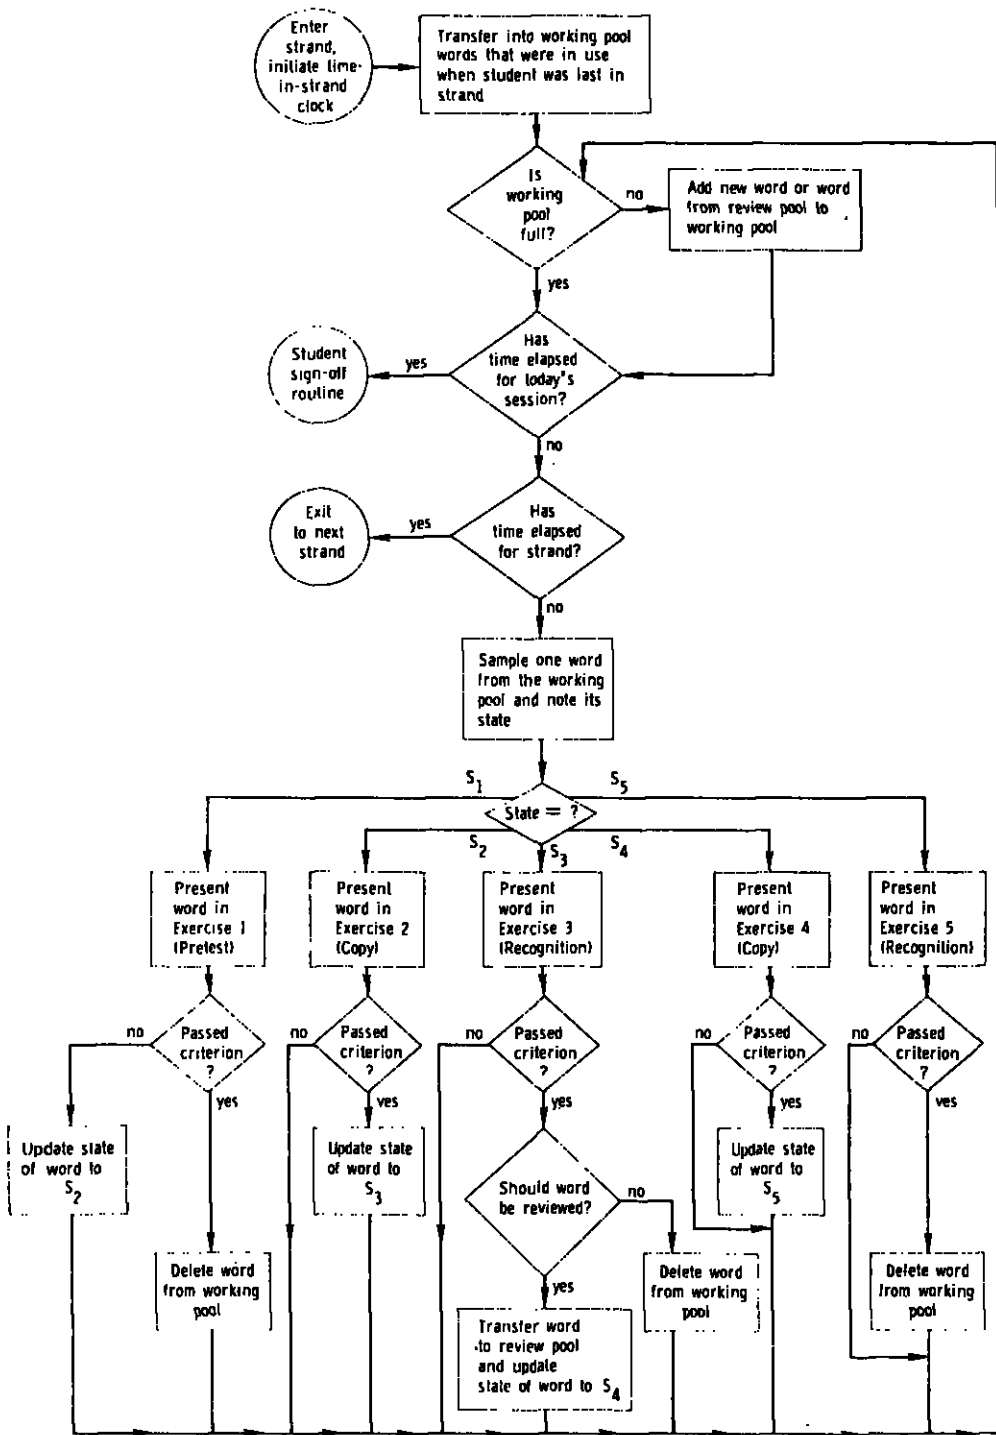 Enter
strand,
initiate time-
in-strand
clock
Transfer into working pool
words that were in use
when student was last in
strand
Is
working
pool
full?
no
Add new word or word
from review pool to
working pool
yes
Has
time elapsed
for today's
session?
yes
Student
sign-off
routine
no
Has
time elapsed
for strand?
yes
Exit
to next
strand
no
Sample one word
from the working
pool and note its
state
State = ?
S1
S2
S3
S4
S5
Present
word in
Exercise 1
(Pretest)
Present
word in
Exercise 2
(Copy)
Present
word in
Exercise 3
(Recognition)
Present
word in
Exercise 4
(Copy)
Present
word in
Exercise 5
(Recognition)
no
Passed
criterion
?
yes
no
Passed
criterion
?
yes
no
Passed
criterion
?
yes
no
Passed
criterion
?
yes
no
Passed
criterion
?
yes
Update state
of word to
S2
Update state
of word to
S3
Should word
be reviewed?
no
yes
Update state
of word to
S5
Delete word
from working
pool
Delete word
from working
pool
Delete word
from working
pool
Transfer word
to review pool
and update
state of word to S4